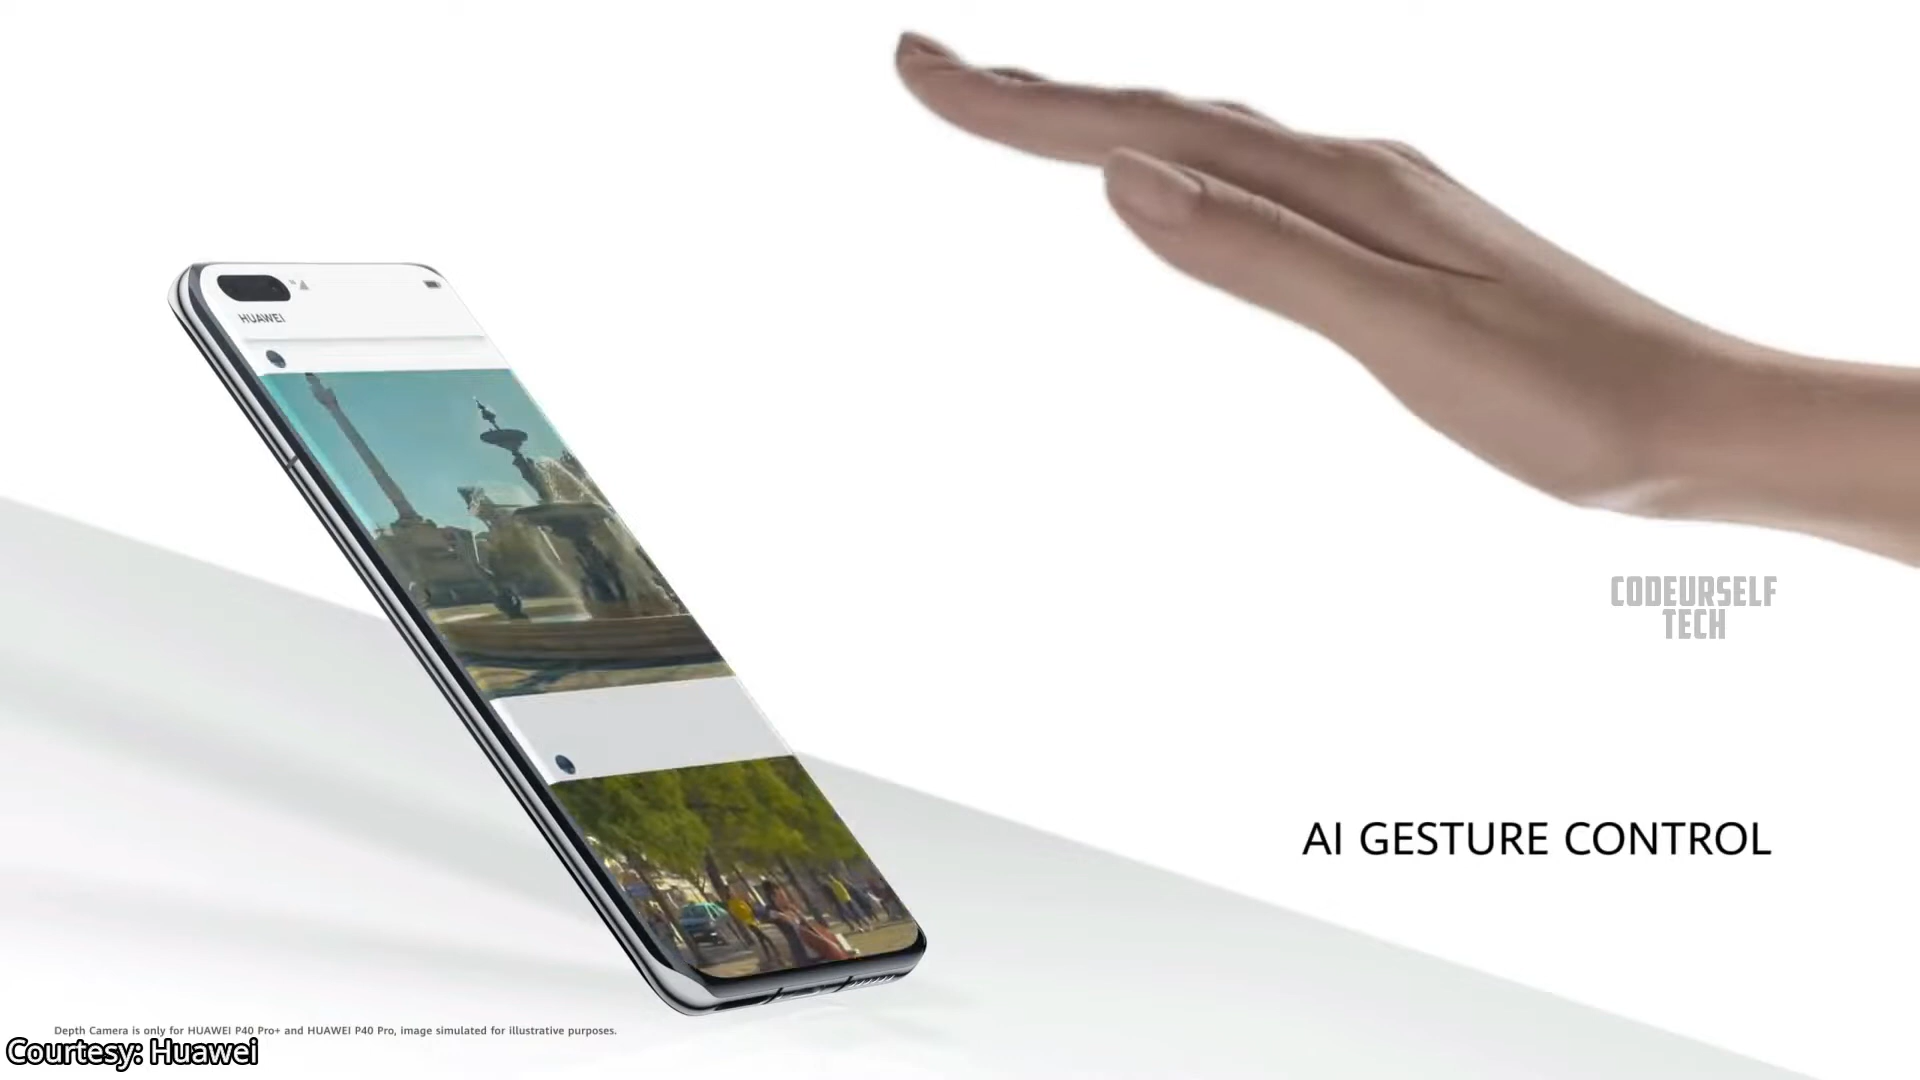 HUAWEI
CODEURSELF
TECH
AI GESTURE CONTROL
Depth Camera is only for HUAWEI P40 Pro+ and HUAWEI P40 Pro, image simulated for illustrative purposes.
Courtesy: Huawei